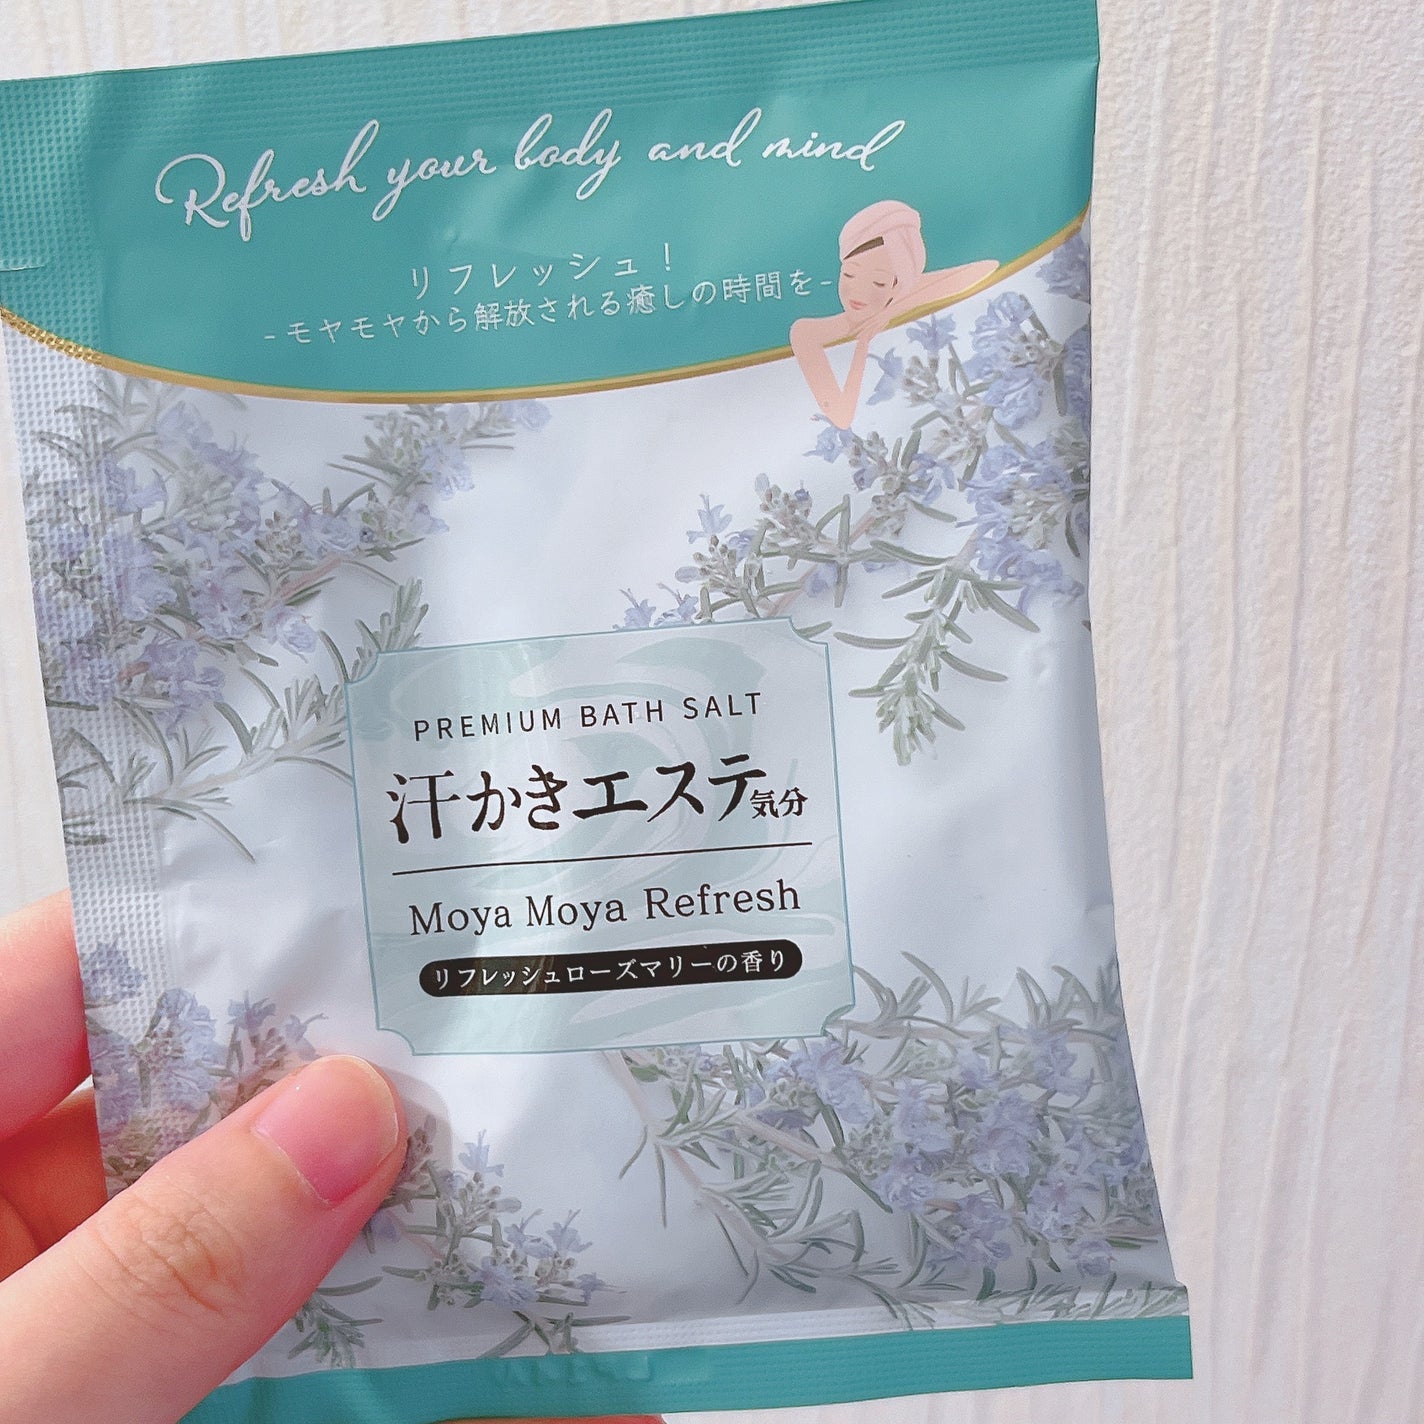 Refresh your body and mind
リフレッシュ！
-モヤモヤから解放される癒しの時間を-
PREMIUM BATH SALT
汗かきエステ気分
Moya Moya Refresh
リフレッシュローズマリーの香り